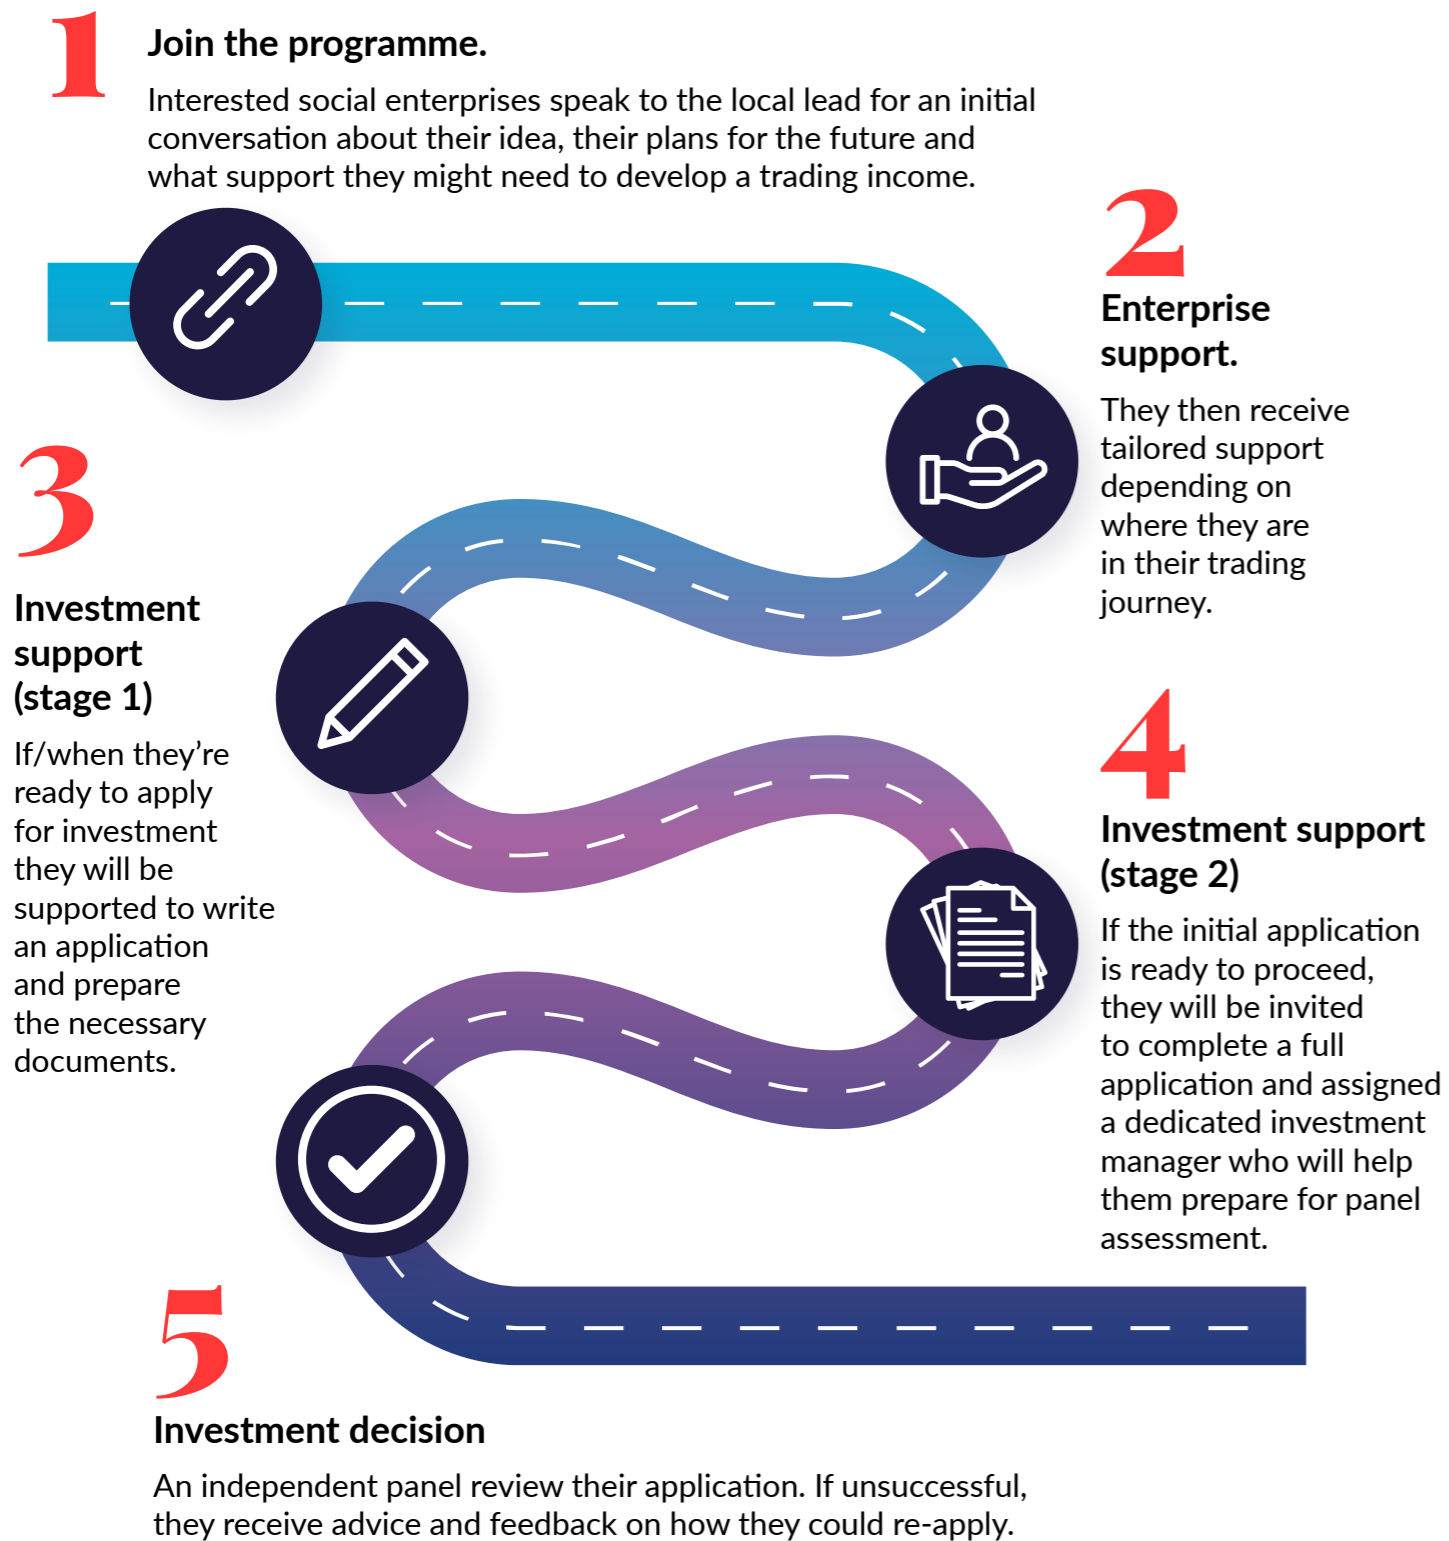 1
Join the programme.
Interested social enterprises speak to the local lead for an initial
conversation about their idea, their plans for the future and
what support they might need to develop a trading income.
2
Enterprise
support.
They then receive
tailored support
depending on
where they are
in their trading
journey.
3
Investment
support
(stage 1)
If/when they’re
ready to apply
for investment
they will be
supported to write
an application
and prepare
the necessary
documents.
4
Investment support
(stage 2)
If the initial application
is ready to proceed,
they will be invited
to complete a full
application and assigned
a dedicated investment
manager who will help
them prepare for panel
assessment.
5
Investment decision
An independent panel review their application. If unsuccessful,
they receive advice and feedback on how they could re-apply.